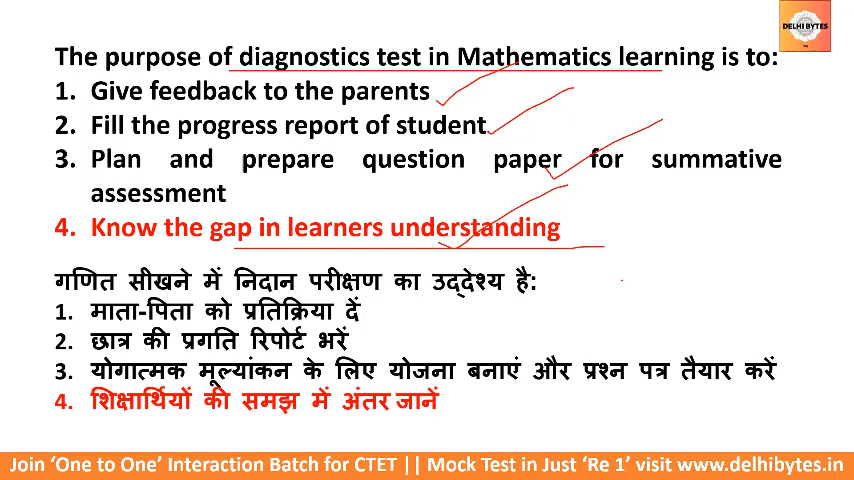 DELHI BYTES
The purpose of diagnostics test in Mathematics learning is to:
1. Give feedback to the parents
2. Fill the progress report of student
3. Plan and prepare question paper for summative
assessment
4. Know the gap in learners understanding
गणित सीखने में निदान परीक्षण का उद्देश्य है:
1. माता-पिता को प्रतिक्रिया दें
2. छात्र की प्रगति रिपोर्ट भरें
3. योगात्मक मूल्यांकन के लिए योजना बनाएं और प्रश्न पत्र तैयार करें
4. शिक्षार्थियों की समझ में अंतर जानें
Join ‘One to One’ Interaction Batch for CTET || Mock Test in Just ‘Re 1’ visit www.delhibytes.in